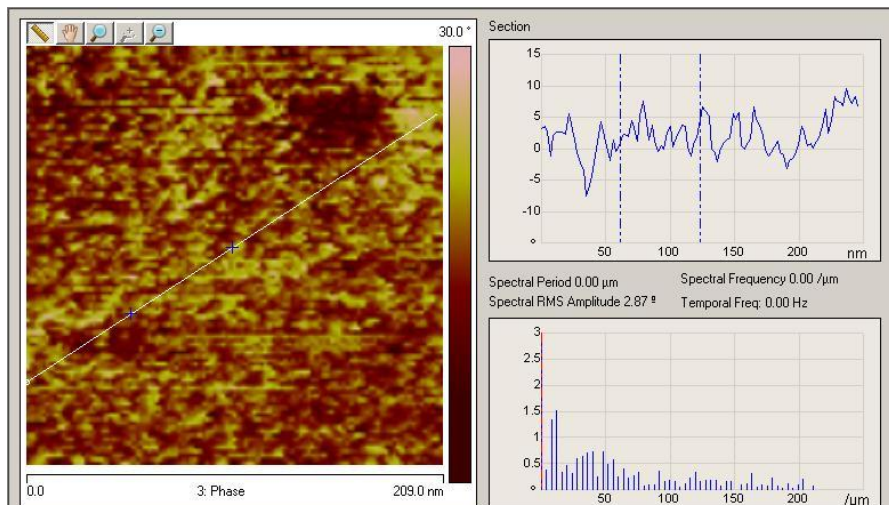 30.0 °
0.0
3: Phase
209.0 nm
Section
15
10
5
0
-5
-10
°
50
100
150
200
nm
Spectral Period 0.00 µm
Spectral Frequency 0.00 /µm
Spectral RMS Amplitude 2.87 º
Temporal Freq: 0.00 Hz
3
2.5
2
1.5
1
0.5
°
50
100
150
200
/µm